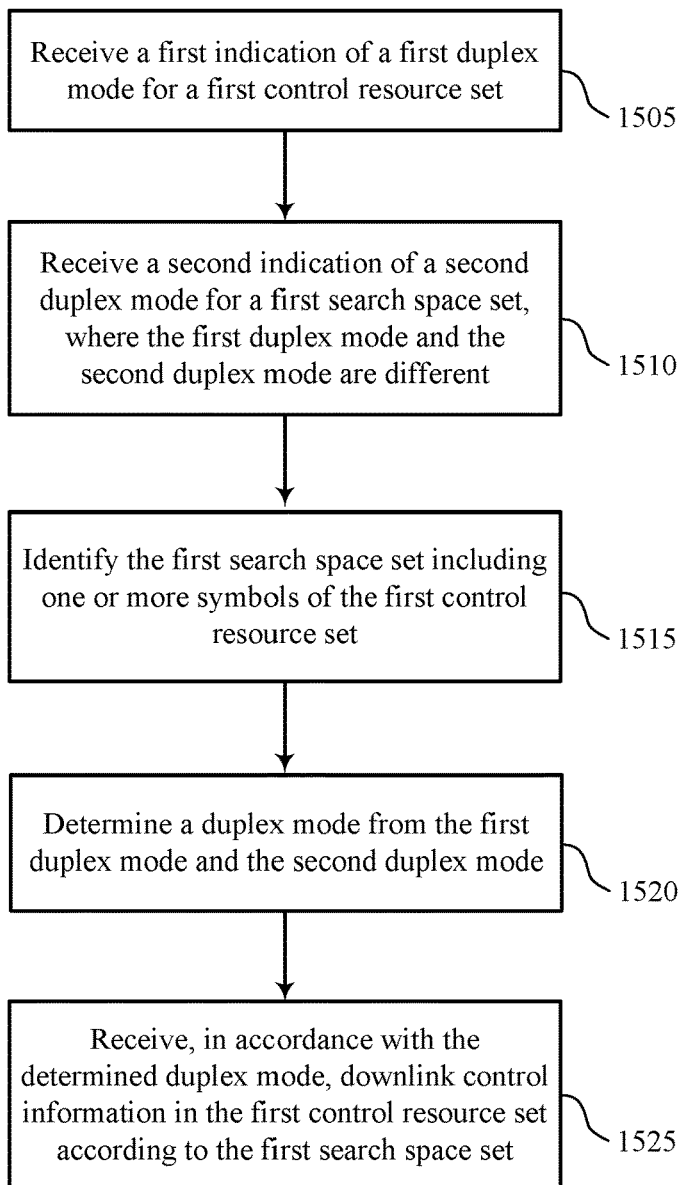 Receive a first indication of a first duplex
mode for a first control resource set
1505
Receive a second indication of a second
duplex mode for a first search space set,
where the first duplex mode and the
second duplex mode are different
1510
Identify the first search space set including
one or more symbols of the first control
resource set
1515
Determine a duplex mode from the first
duplex mode and the second duplex mode
1520
Receive, in accordance with the
determined duplex mode, downlink control
information in the first control resource set
according to the first search space set
1525